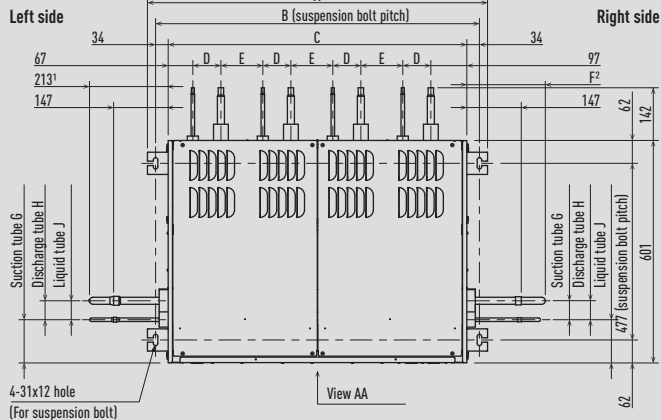 Left side
B (suspension bolt pitch)
Right side
34
C
34
67
D
E
D
E
D
E
D
97
213¹
F²
147
147
62
142
Suction tube G
Discharge tube H
Liquid tube J
Suction tube G
Discharge tube H
Liquid tube J
477 (suspension bolt pitch)
601
62
4-31x12 hole
(For suspension bolt)
View AA